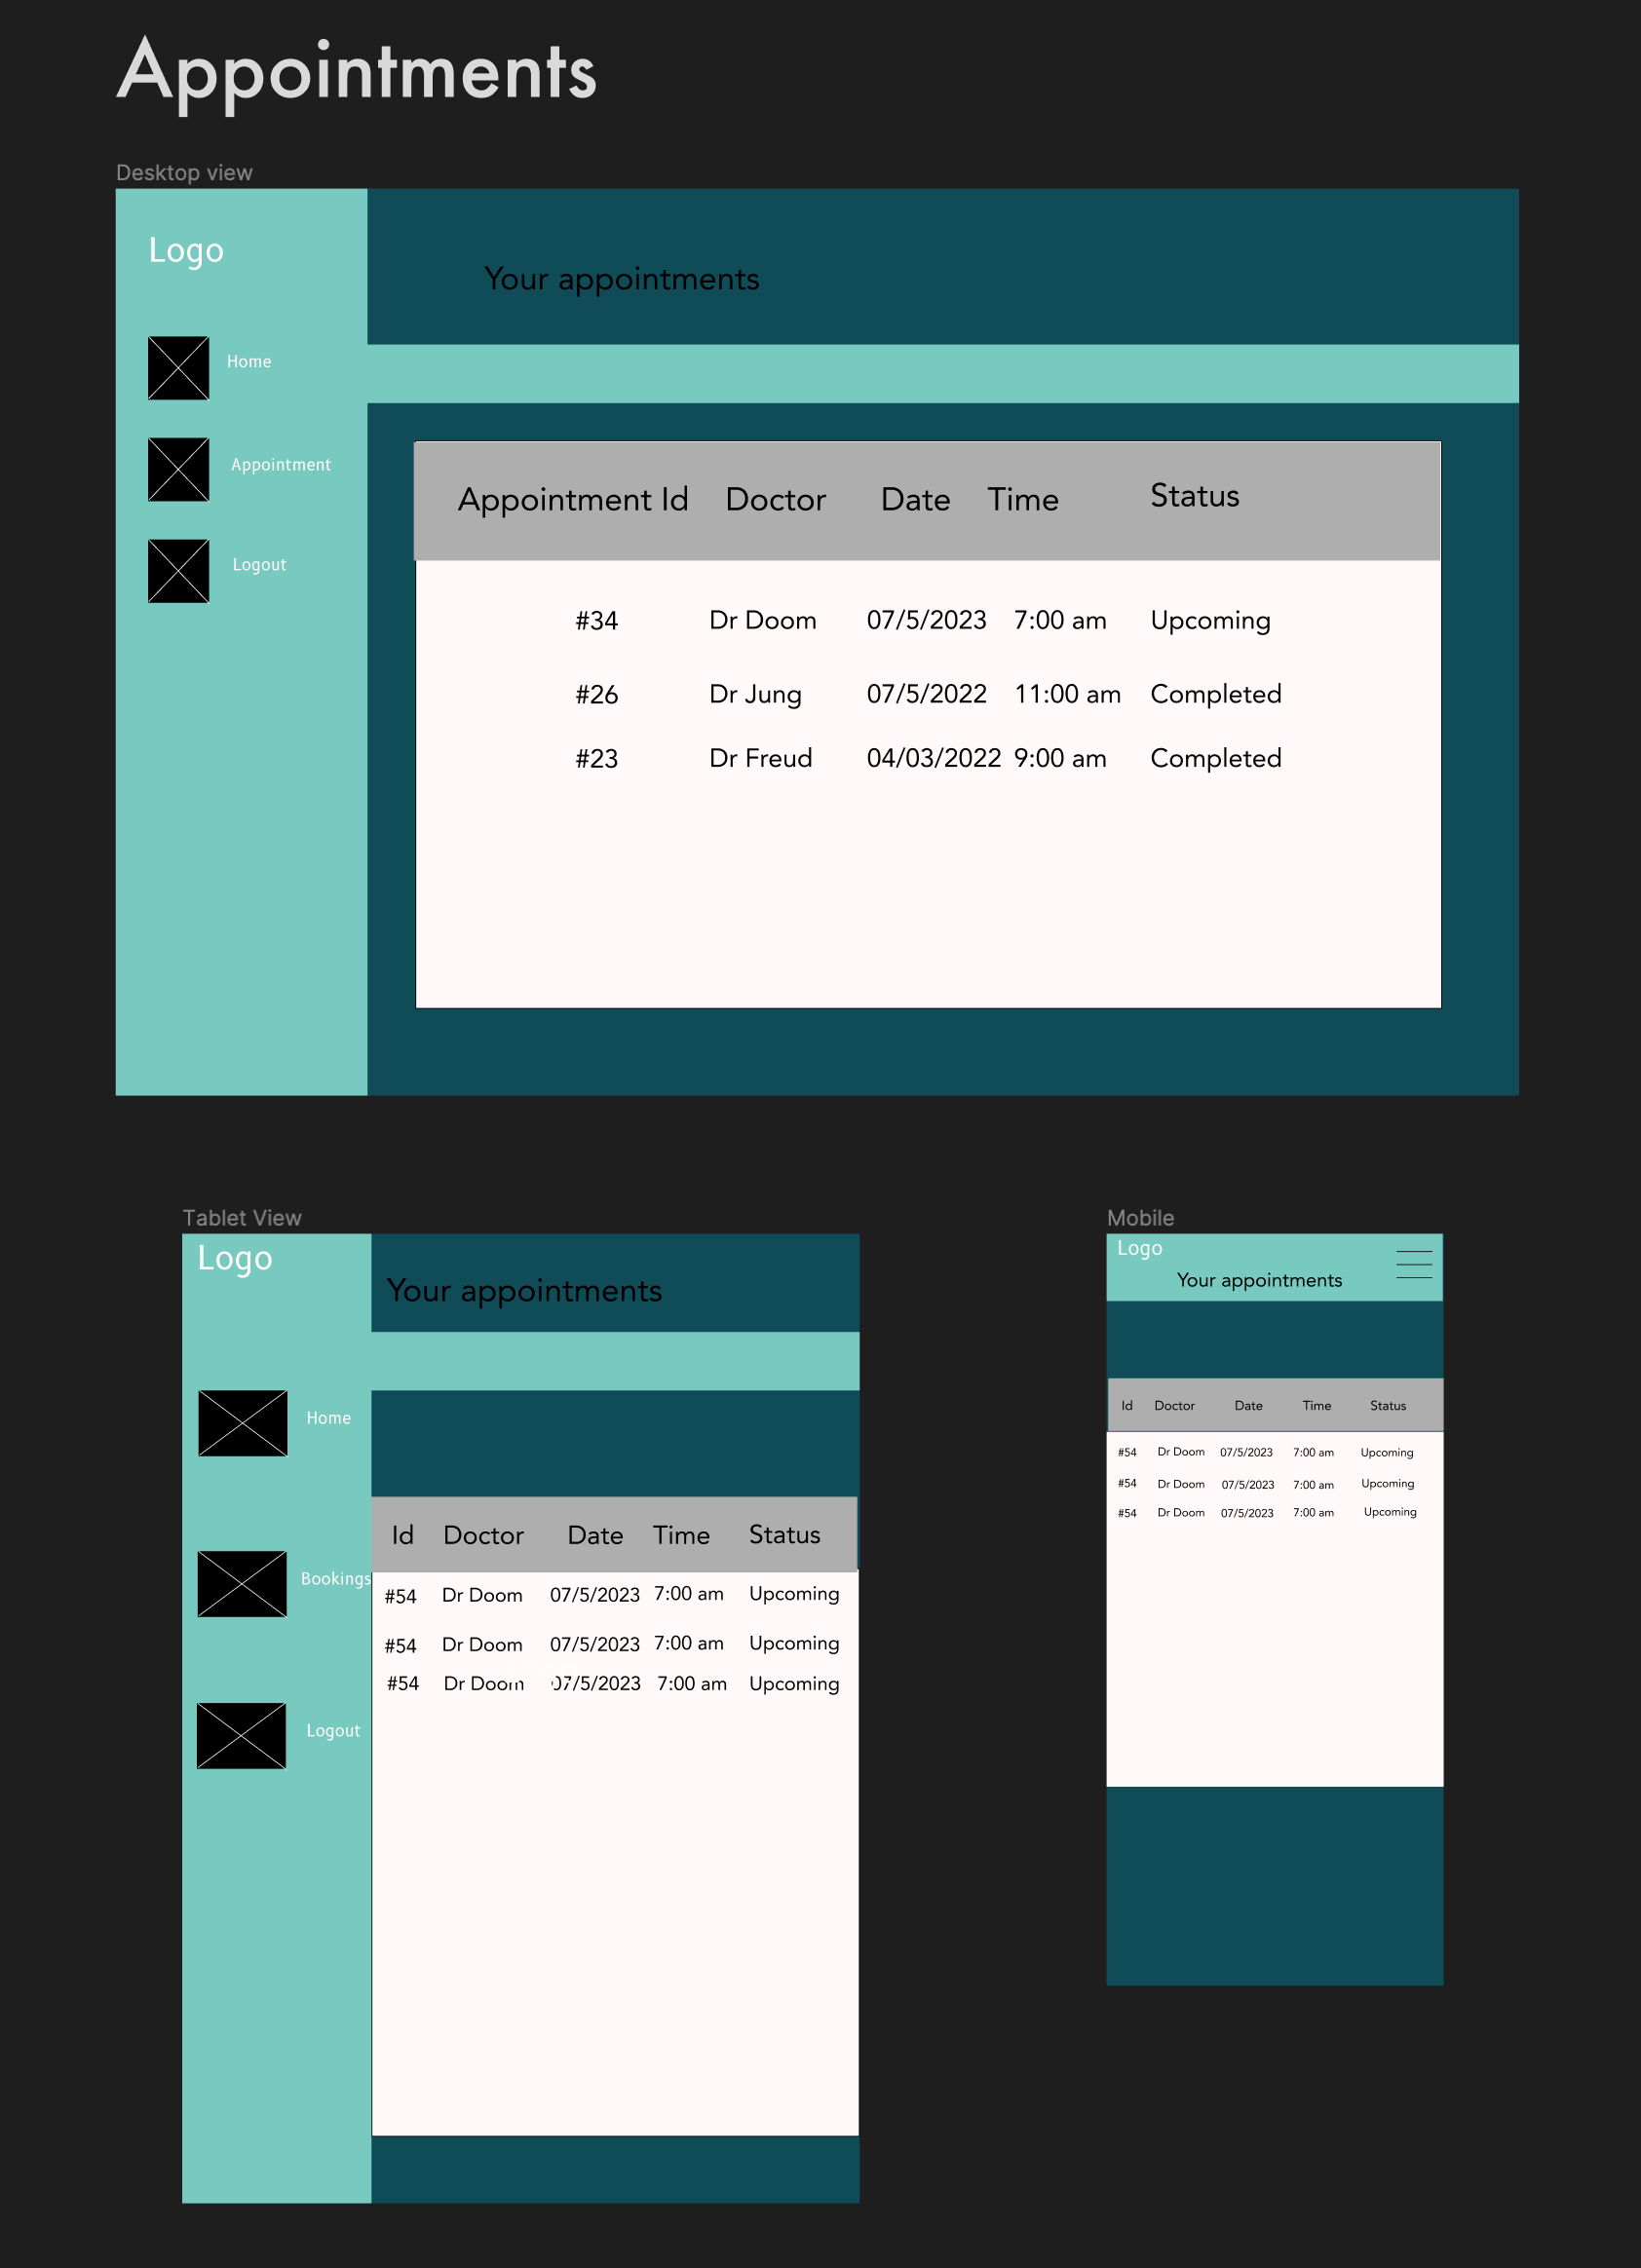 Appointments
Desktop view
Logo
Your appointments
Home
Appointment
Logout
Appointment Id Doctor Date Time Status
#34 Dr Doom 07/5/2023 7:00 am Upcoming
#26 Dr Jung 07/5/2022 11:00 am Completed
#23 Dr Freud 04/03/2022 9:00 am Completed
Tablet View
Logo
Your appointments
Home
Bookings
Logout
Id Doctor Date Time Status
#54 Dr Doom 07/5/2023 7:00 am Upcoming
#54 Dr Doom 07/5/2023 7:00 am Upcoming
#54 Dr Doom 07/5/2023 7:00 am Upcoming
Mobile
Logo
Your appointments
Id Doctor Date Time Status
#54 Dr Doom 07/5/2023 7:00 am Upcoming
#54 Dr Doom 07/5/2023 7:00 am Upcoming
#54 Dr Doom 07/5/2023 7:00 am Upcoming